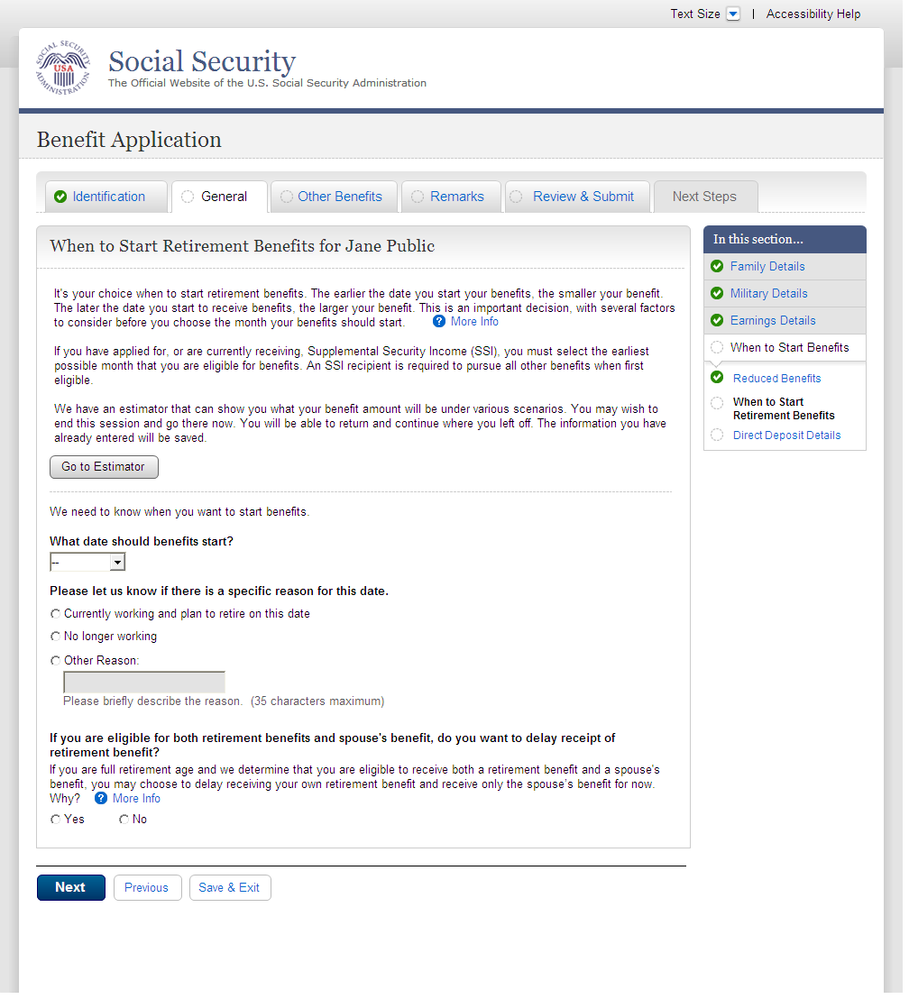 Text Size | Accessibility Help
SOCIAL SECURITY ADMINISTRATION
USA
Social Security
The Official Website of the U.S. Social Security Administration
Benefit Application
Identification General Other Benefits Remarks Review & Submit Next Steps
When to Start Retirement Benefits for Jane Public
It's your choice when to start retirement benefits. The earlier the date you start your benefits, the smaller your benefit.
The later the date you start to receive benefits, the larger your benefit. This is an important decision, with several factors
to consider before you choose the month your benefits should start. ? More Info
If you have applied for, or are currently receiving, Supplemental Security Income (SSI), you must select the earliest
possible month that you are eligible for benefits. An SSI recipient is required to pursue all other benefits when first
eligible.
We have an estimator that can show you what your benefit amount will be under various scenarios. You may wish to
end this session and go there now. You will be able to return and continue where you left off. The information you have
already entered will be saved.
Go to Estimator
We need to know when you want to start benefits.
What date should benefits start?
--
Please let us know if there is a specific reason for this date.
Currently working and plan to retire on this date
No longer working
Other Reason:
Please briefly describe the reason. (35 characters maximum)
If you are eligible for both retirement benefits and spouse's benefit, do you want to delay receipt of
retirement benefit?
If you are full retirement age and we determine that you are eligible to receive both a retirement benefit and a spouse's
benefit, you may choose to delay receiving your own retirement benefit and receive only the spouse's benefit for now.
Why? ? More Info
Yes No
In this section...
Family Details
Military Details
Earnings Details
When to Start Benefits
Reduced Benefits
When to Start
Retirement Benefits
Direct Deposit Details
Next Previous Save & Exit